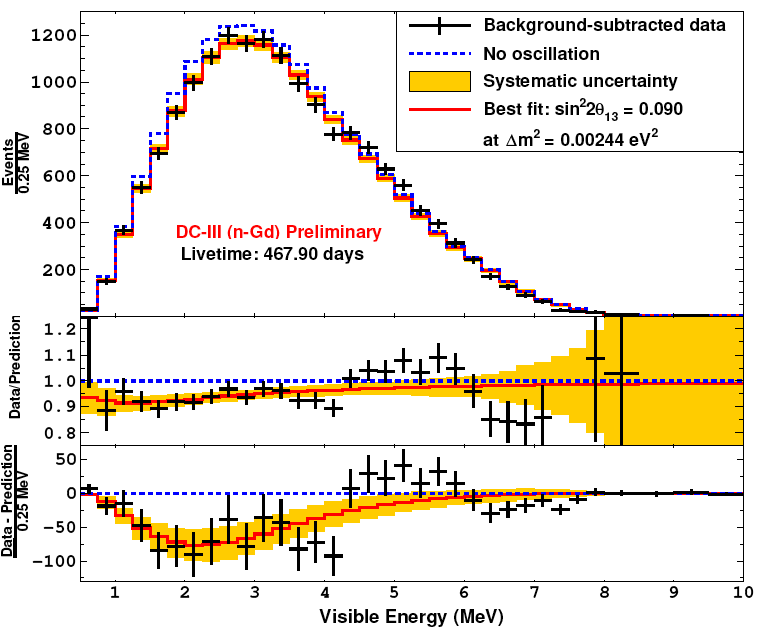 Background-subtracted data
No oscillation
Systematic uncertainty
Best fit: sin²2θ₁₃ = 0.090
at Δm² = 0.00244 eV²
Events
0.25 MeV
1200
1000
800
600
400
200
DC-III (n-Gd) Preliminary
Livetime: 467.90 days
Data/Prediction
1.2
1.1
1.0
0.9
0.8
Data - Prediction
0.25 MeV
50
0
−50
−100
1 2 3 4 5 6 7 8 9 10
Visible Energy (MeV)